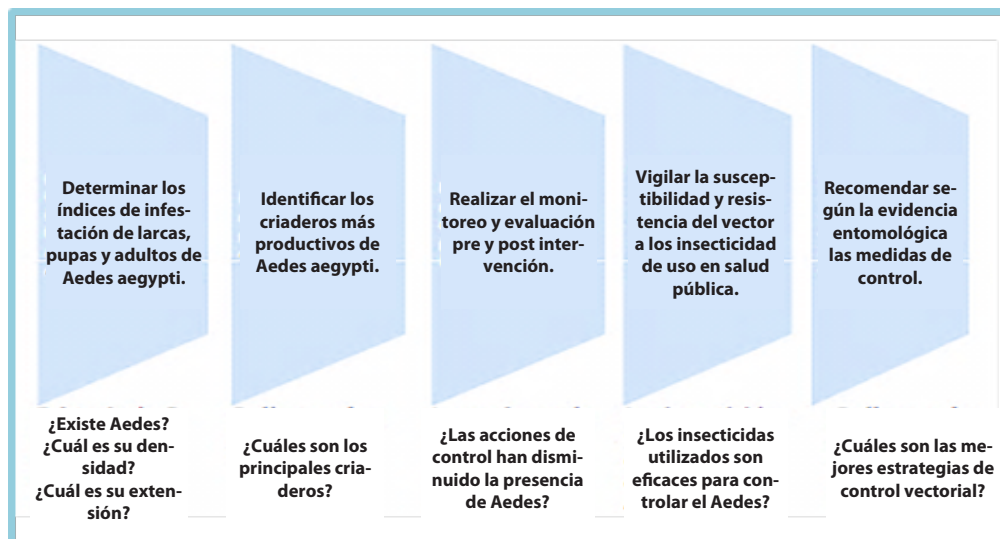 Determinar los
índices de infes-
tación de larcas,
pupas y adultos de
Aedes aegypti.
Identificar los
criaderos más
productivos de
Aedes aegypti.
Realizar el moni-
toreo y evaluación
pre y post inter-
vención.
Vigilar la suscep-
tibilidad y resis-
tencia del vector
a los insecticidad
de uso en salud
pública.
Recomendar se-
gún la evidencia
entomológica
las medidas de
control.
¿Existe Aedes?
¿Cuál es su den-
sidad?
¿Cuál es su exten-
sión?
¿Cuáles son los
principales cria-
deros?
¿Las acciones de
control han dismi-
nuido la presencia
de Aedes?
¿Los insecticidas
utilizados son
eficaces para con-
trolar el Aedes?
¿Cuáles son las me-
jores estrategias de
control vectorial?